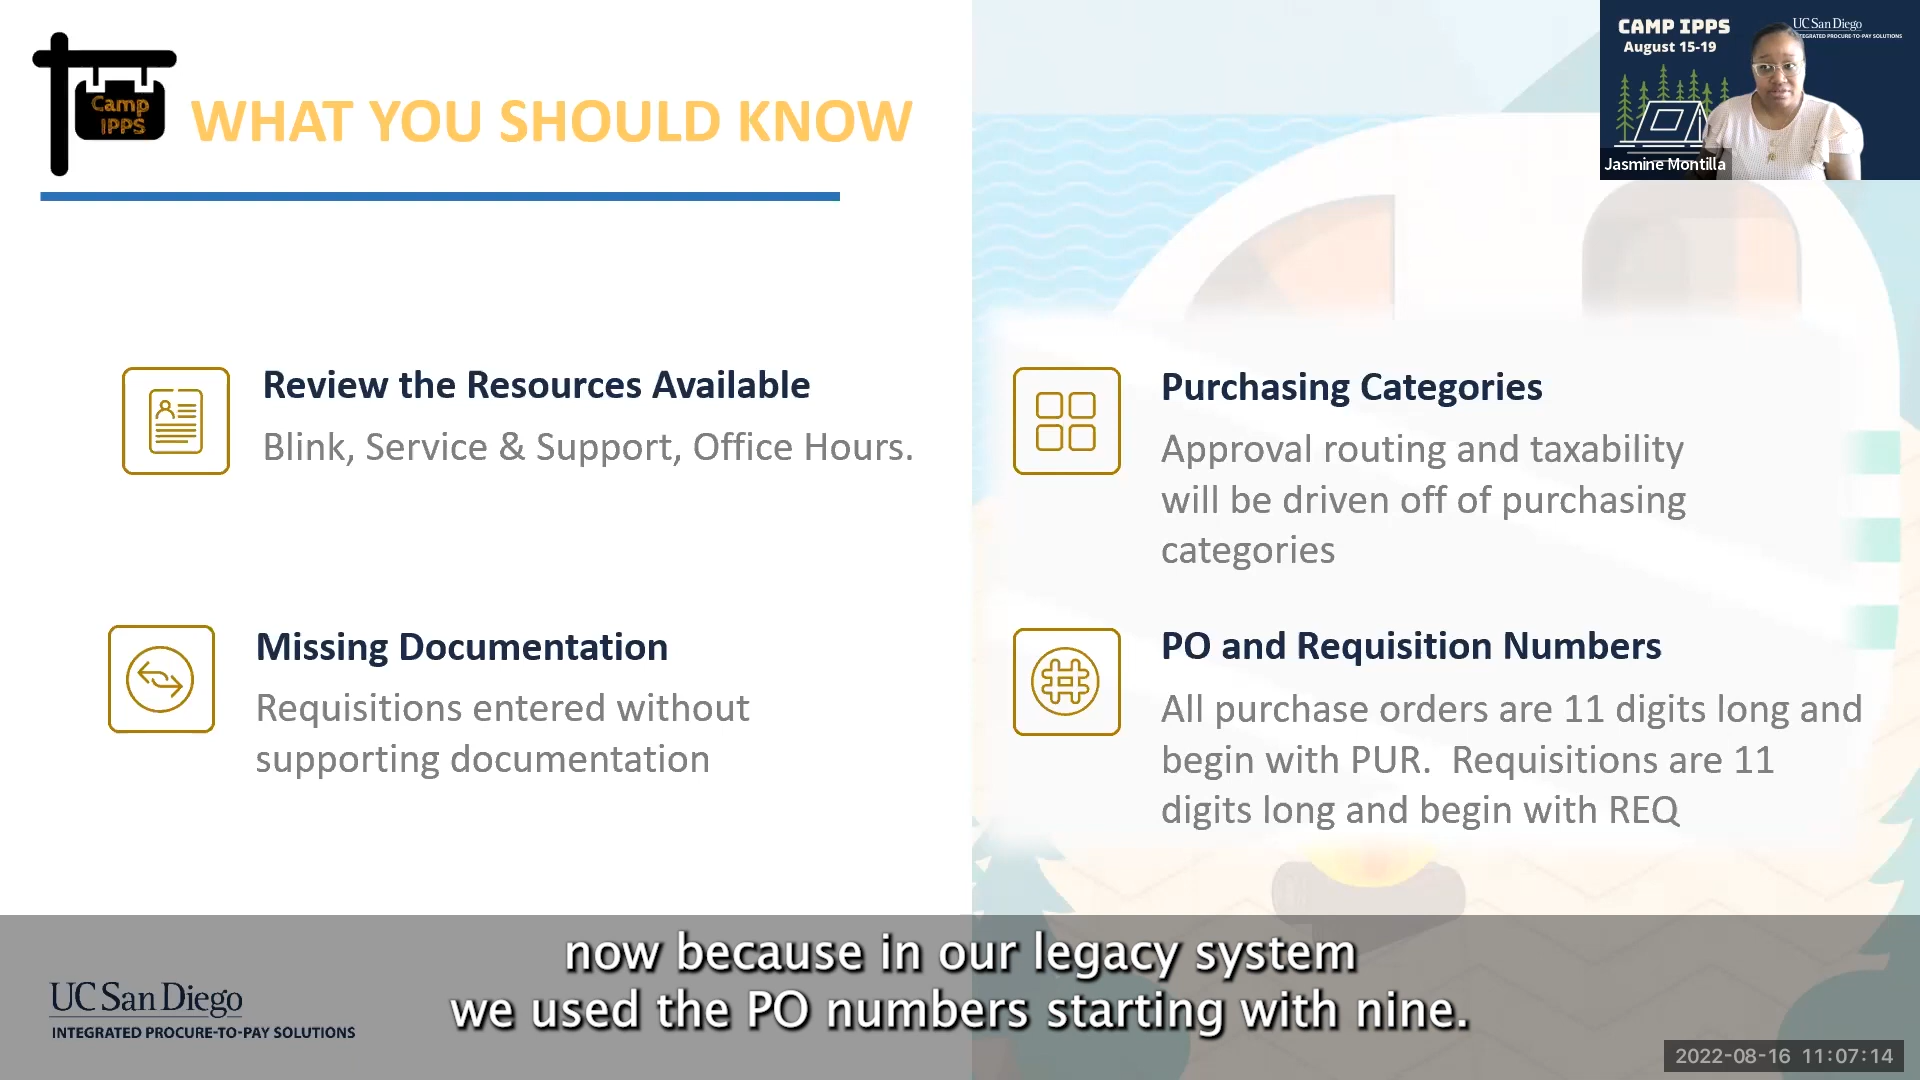 Camp
IPPS
WHAT YOU SHOULD KNOW
CAMP IPPS
August 15-19
UC San Diego
INTEGRATED PROCURE-TO-PAY SOLUTIONS
Jasmine Montilla
Review the Resources Available
Blink, Service & Support, Office Hours.
Missing Documentation
Requisitions entered without
supporting documentation
Purchasing Categories
Approval routing and taxability
will be driven off of purchasing
categories
PO and Requisition Numbers
All purchase orders are 11 digits long and
begin with PUR.  Requisitions are 11
digits long and begin with REQ
now because in our legacy system
we used the PO numbers starting with nine.
UC San Diego
INTEGRATED PROCURE-TO-PAY SOLUTIONS
2022-08-16 11:07:14